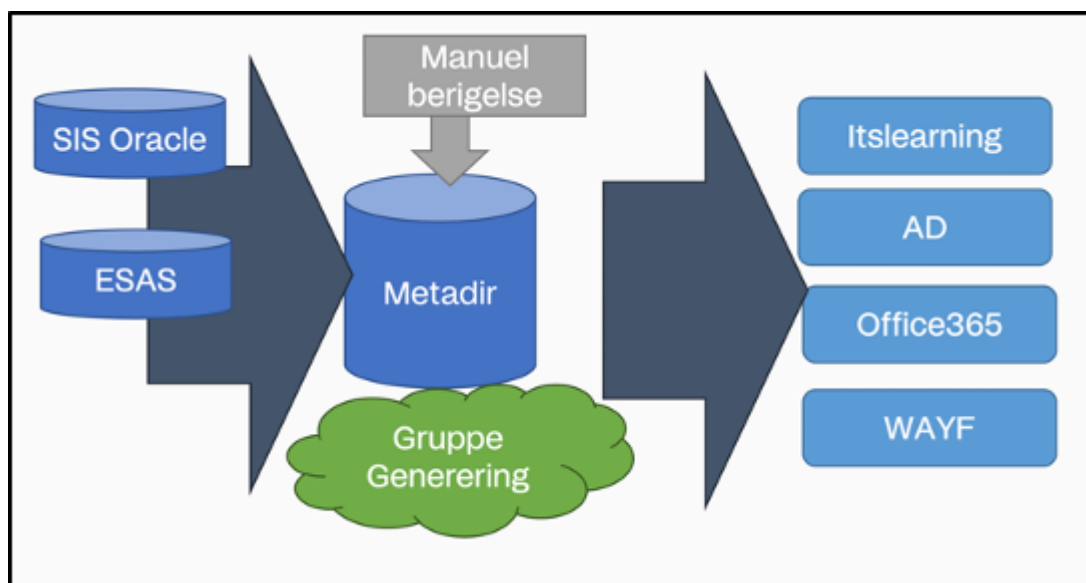 SIS Oracle
ESAS
Manuel
berigelse
Metadir
Gruppe
Generering
Itslearning
AD
Office365
WAYF